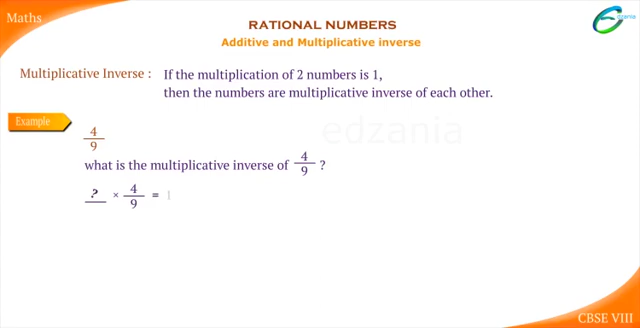 Maths
RATIONAL NUMBERS
edzania
Additive and Multiplicative inverse
Multiplicative Inverse : If the multiplication of 2 numbers is 1,
then the numbers are multiplicative inverse of each other.
Example
edzania
4/9
what is the multiplicative inverse of 4/9 ?
? × 4/9 = 1
CBSE VIII